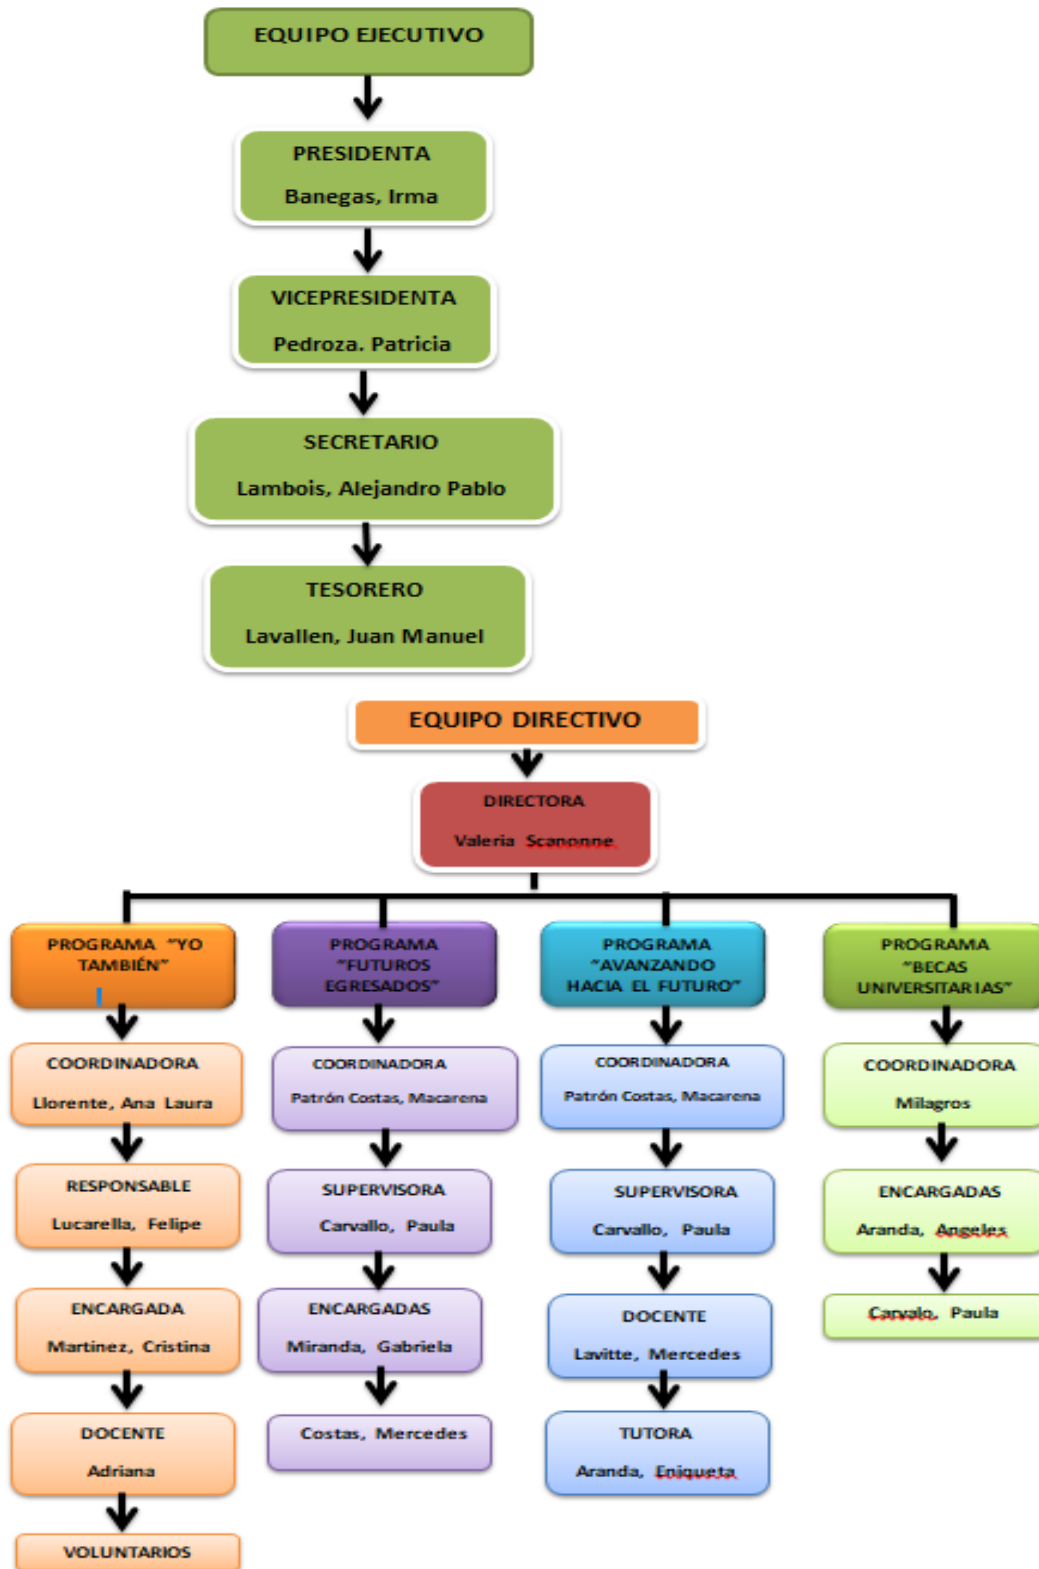 EQUIPO EJECUTIVO
PRESIDENTA
Banegas, Irma
VICEPRESIDENTA
Pedroza. Patricia
SECRETARIO
Lambois, Alejandro Pablo
TESORERO
Lavallen, Juan Manuel
EQUIPO DIRECTIVO
DIRECTORA
Valeria Scanonne
PROGRAMA "YO
TAMBIÉN"
COORDINADORA
Llorente, Ana Laura
RESPONSABLE
Lucarella, Felipe
ENCARGADA
Martinez, Cristina
DOCENTE
Adriana
VOLUNTARIOS
PROGRAMA
"FUTUROS
EGRESADOS"
COORDINADORA
Patrón Costas, Macarena
SUPERVISORA
Carvallo, Paula
ENCARGADAS
Miranda, Gabriela
Costas, Mercedes
PROGRAMA
"AVANZANDO
HACIA EL FUTURO"
COORDINADORA
Patrón Costas, Macarena
SUPERVISORA
Carvallo, Paula
DOCENTE
Lavitte, Mercedes
TUTORA
Aranda, Eniqueta
PROGRAMA
"BECAS
UNIVERSITARIAS"
COORDINADORA
Milagros
ENCARGADAS
Aranda, Angeles
Carvalo, Paula